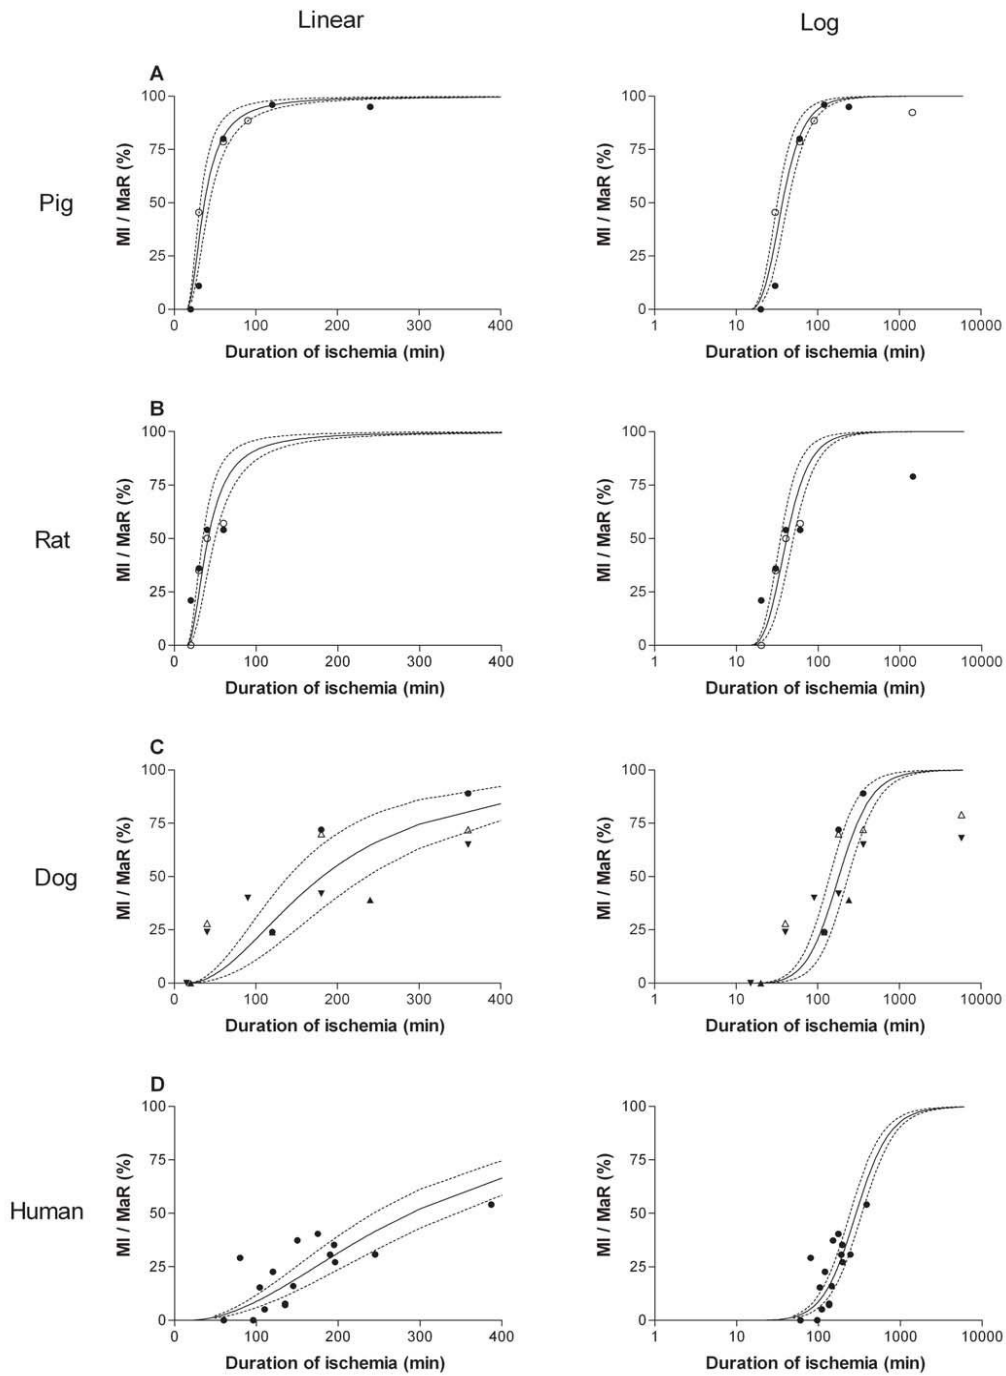 Linear
Log
Pig
A
MI / MaR (%)
100
75
50
25
0
0 100 200 300 400
Duration of ischemia (min)
MI / MaR (%)
100
75
50
25
0
1 10 100 1000 10000
Duration of ischemia (min)
Rat
B
MI / MaR (%)
100
75
50
25
0
0 100 200 300 400
Duration of ischemia (min)
MI / MaR (%)
100
75
50
25
0
1 10 100 1000 10000
Duration of ischemia (min)
Dog
C
MI / MaR (%)
100
75
50
25
0
0 100 200 300 400
Duration of ischemia (min)
MI / MaR (%)
100
75
50
25
0
1 10 100 1000 10000
Duration of ischemia (min)
Human
D
MI / MaR (%)
100
75
50
25
0
0 100 200 300 400
Duration of ischemia (min)
MI / MaR (%)
100
75
50
25
0
1 10 100 1000 10000
Duration of ischemia (min)